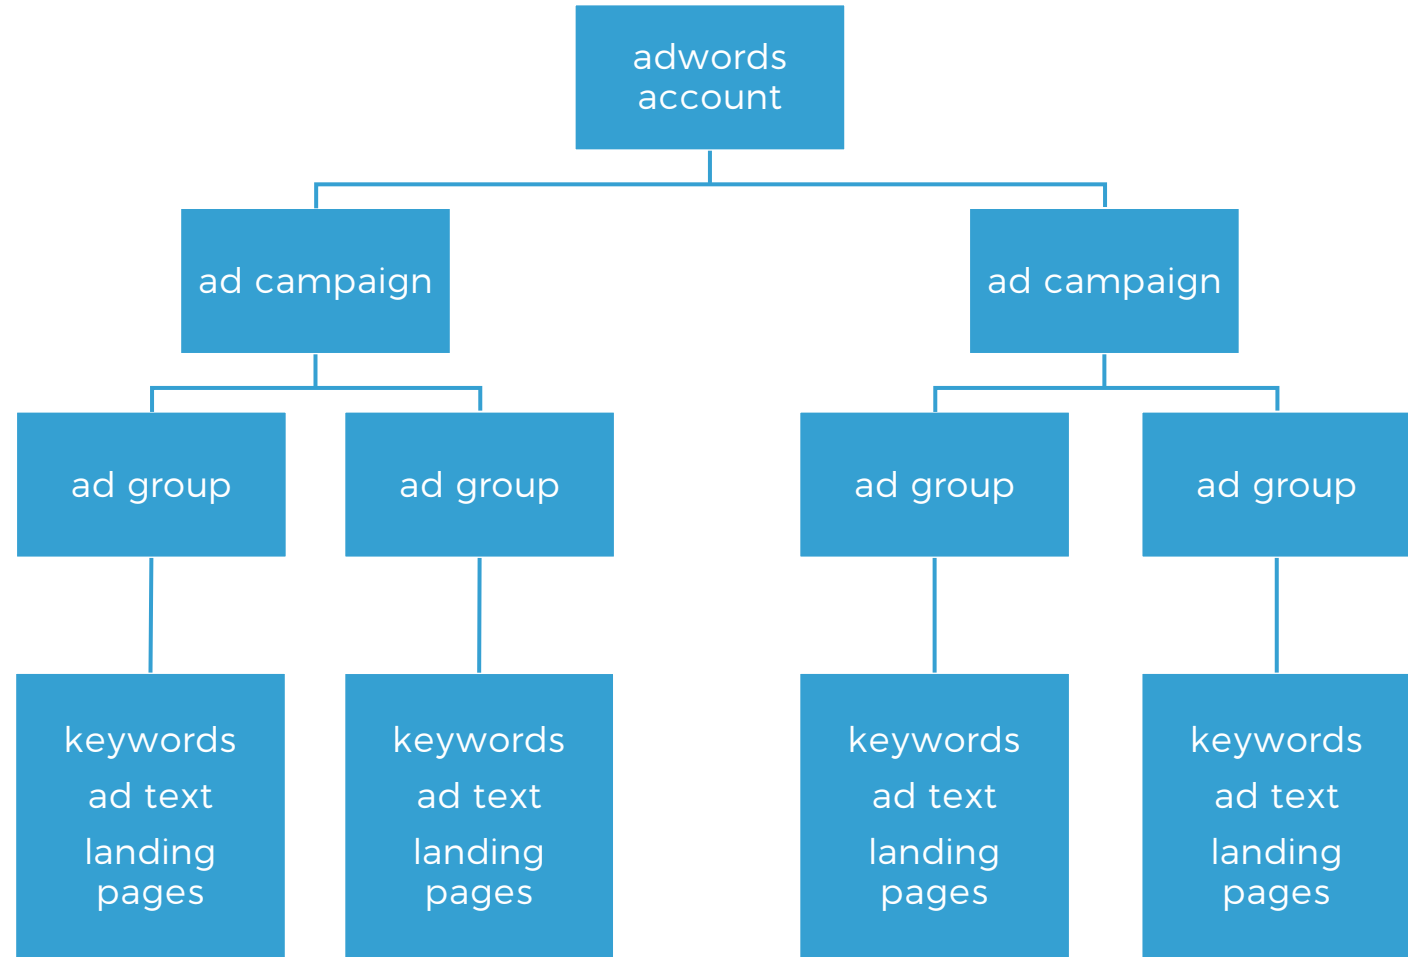 adwords
account
ad campaign
ad campaign
ad group
ad group
ad group
ad group
keywords
ad text
landing
pages
keywords
ad text
landing
pages
keywords
ad text
landing
pages
keywords
ad text
landing
pages